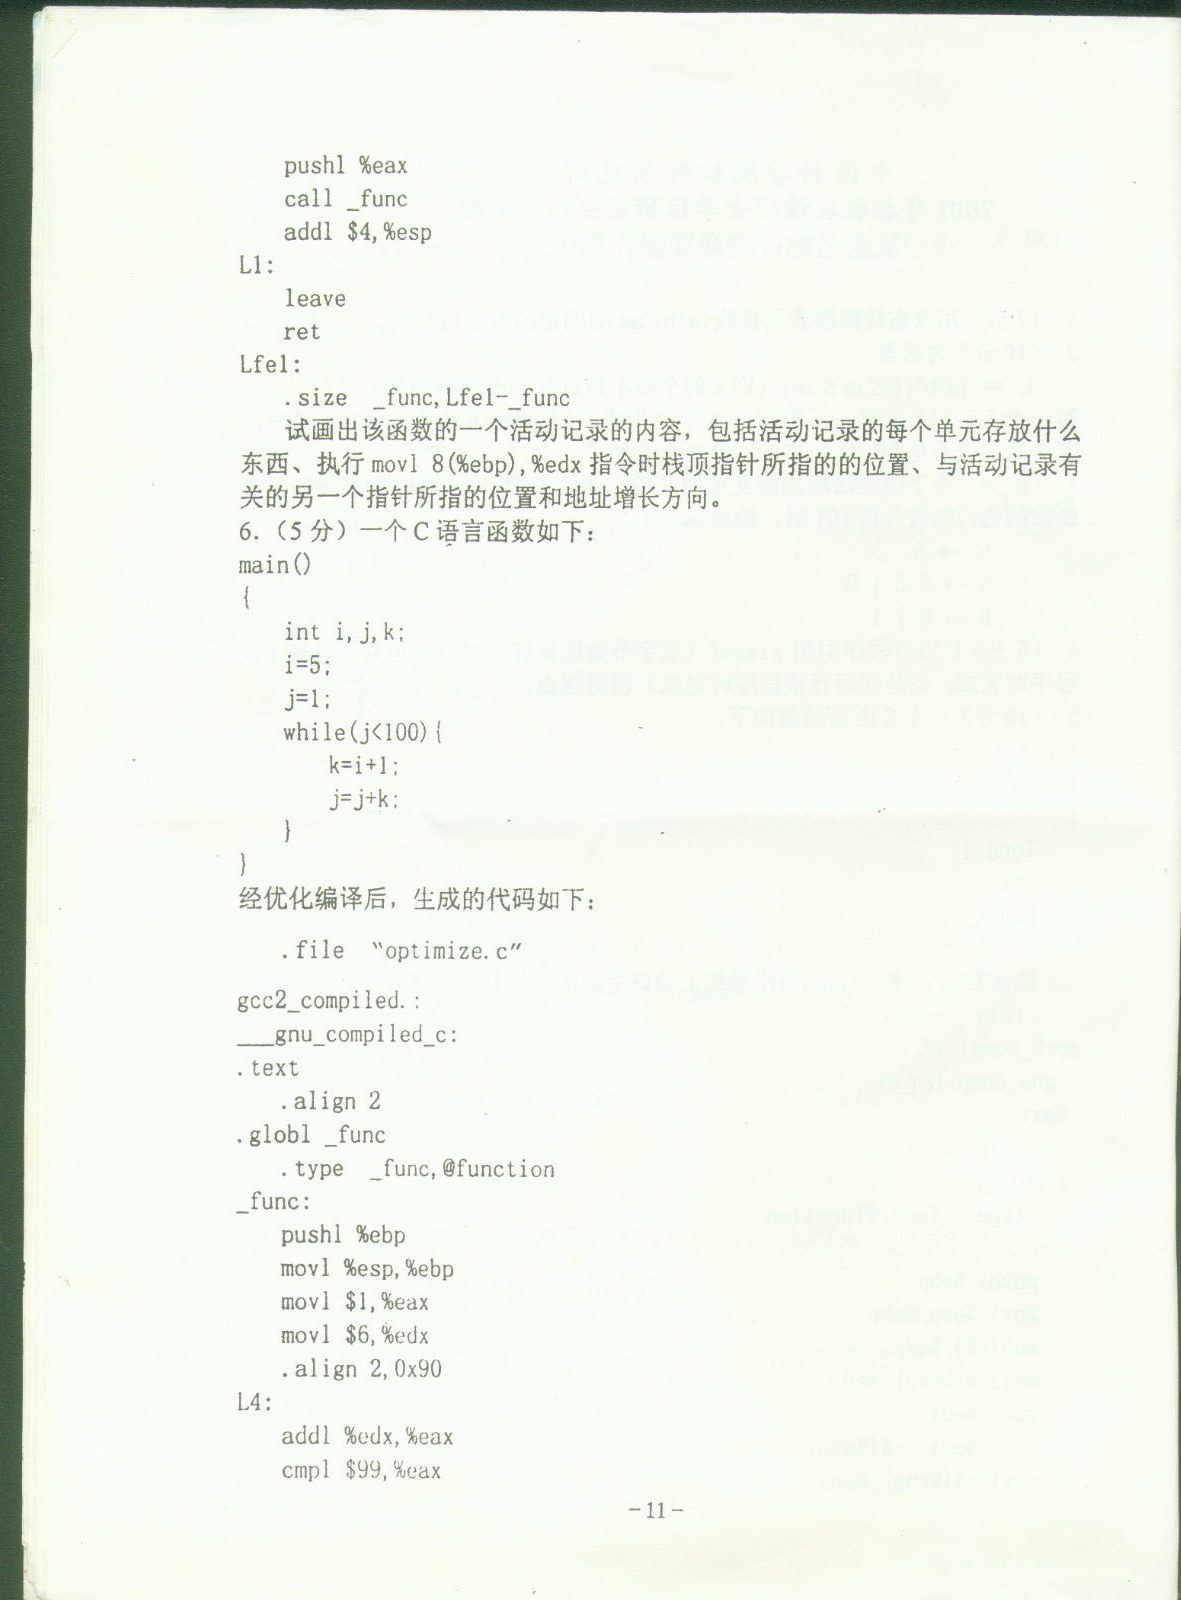 pushl %eax
call _func
addl $4,%esp
L1:
leave
ret
Lfe1:
.size _func,Lfe1-_func
试画出该函数的一个活动记录的内容，包括活动记录的每个单元存放什么
东西、执行 movl 8(%ebp),%edx 指令时栈顶指针所指的的位置、与活动记录有
关的另一个指针所指的位置和地址增长方向。
6.（5 分）一个 C 语言函数如下：
main()
{
int i,j,k;
i=5;
j=1;
while(j<100){
k=i+1;
j=j+k;
}
}
经优化编译后，生成的代码如下：
.file "optimize.c"
gcc2_compiled.:
___gnu_compiled_c:
.text
.align 2
.globl _func
.type _func,@function
_func:
pushl %ebp
movl %esp,%ebp
movl $1,%eax
movl $6,%edx
.align 2,0x90
L4:
addl %edx,%eax
cmpl $99,%eax
-11-